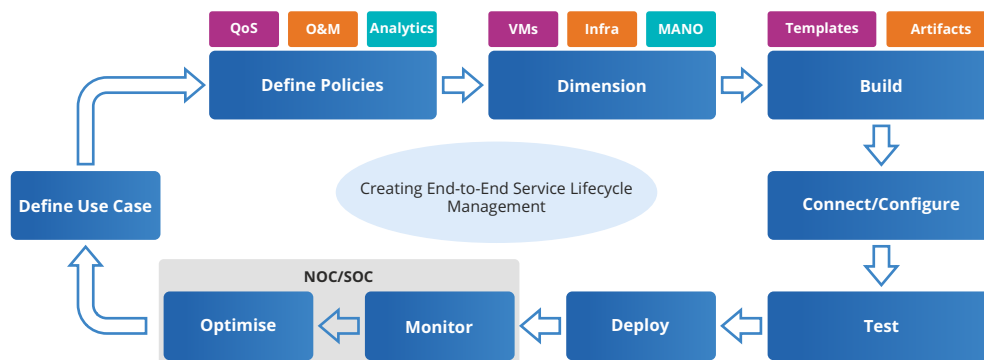 QoS
O&M
Analytics
VMs
Infra
MANO
Templates
Artifacts
Define Policies
Dimension
Build
Define Use Case
Creating End-to-End Service Lifecycle
Management
Connect/Configure
NOC/SOC
Optimise
Monitor
Deploy
Test